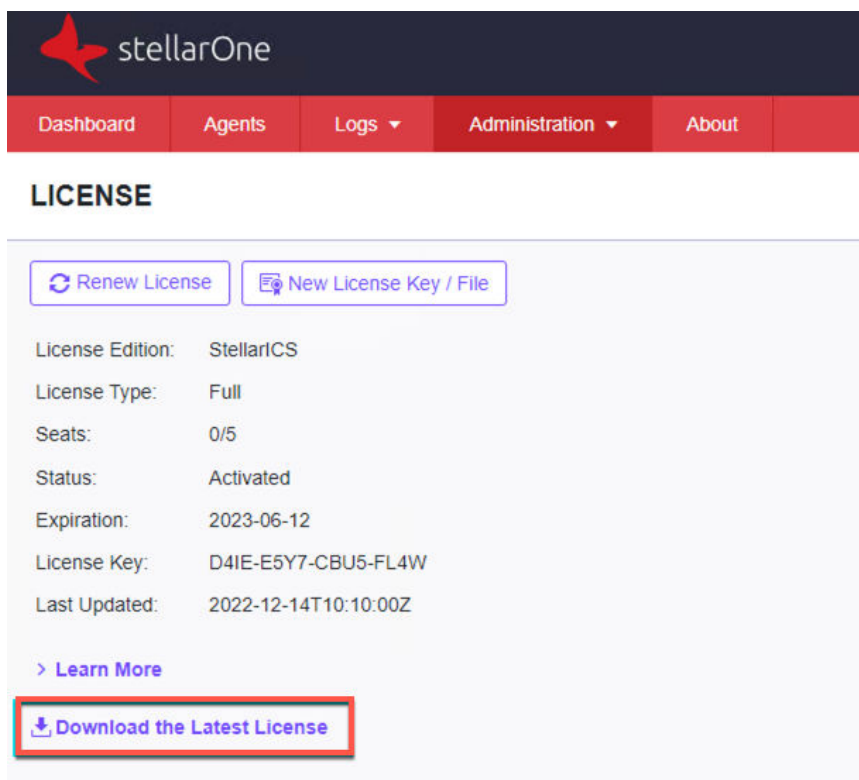 stellarOne
Dashboard Agents Logs Administration About
LICENSE
Renew License New License Key / File
License Edition: StellarICS
License Type: Full
Seats: 0/5
Status: Activated
Expiration: 2023-06-12
License Key: D4IE-E5Y7-CBU5-FL4W
Last Updated: 2022-12-14T10:10:00Z
> Learn More
Download the Latest License